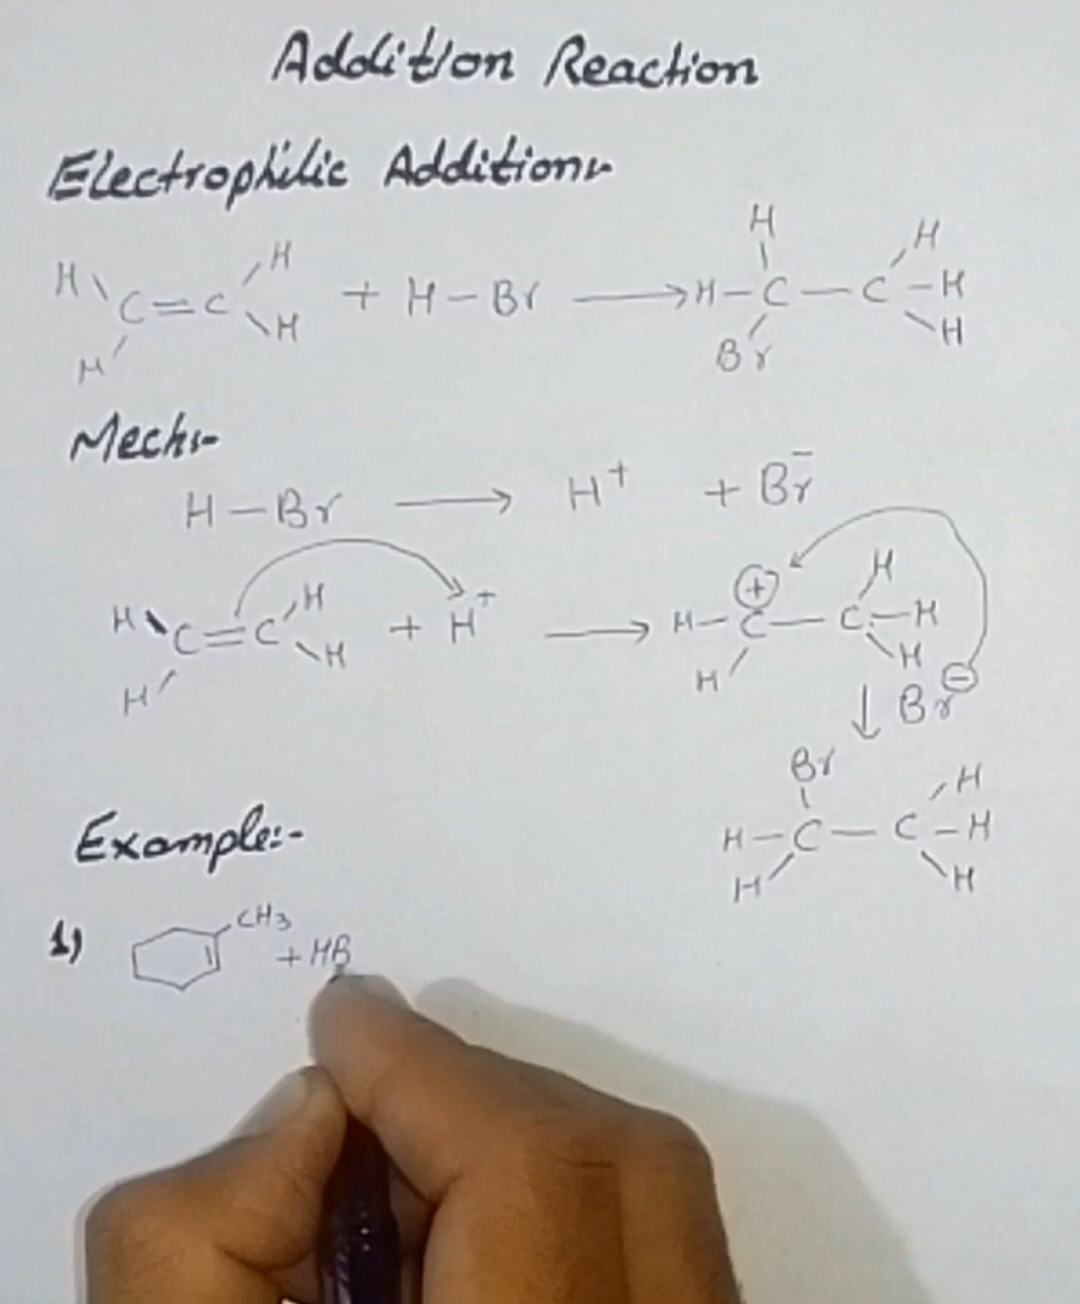 Addition Reaction
Electrophilic Addition:-
H H C=C H H + H-Br → H H-C-C H H H Br
Mech:-
H-Br → H⁺ + Br⁻
H H C=C H H + H⁺ → H-C⊕-C H H H H
↓ Br⊖
Br H H-C-C-H H H
Example:-
1) CH3 + HB